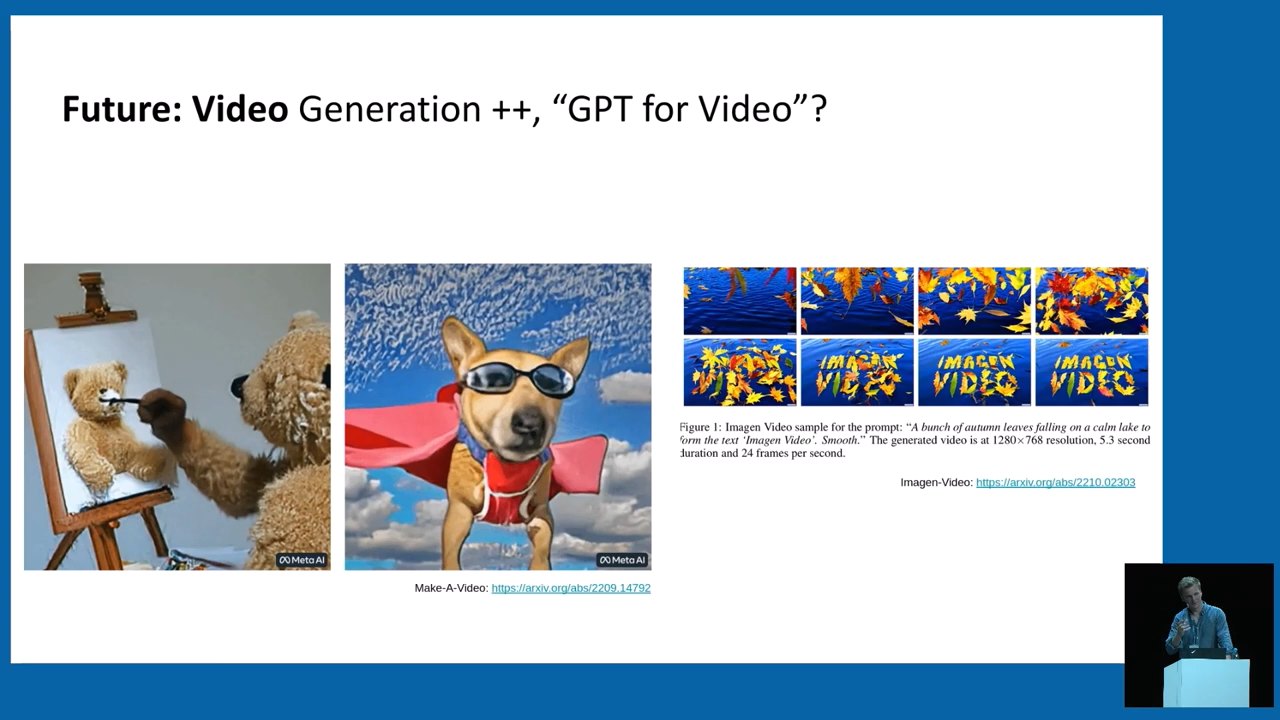 Future: Video Generation ++, “GPT for Video”?
Meta AI
Meta AI
Make-A-Video: https://arxiv.org/abs/2209.14792
IMAGEN
VIDEO
IMAGEN
VIDEO
IMAGEN
VIDEO
Figure 1: Imagen Video sample for the prompt: “A bunch of autumn leaves falling on a calm lake to
form the text ‘Imagen Video’. Smooth.” The generated video is at 1280×768 resolution, 5.3 second
duration and 24 frames per second.
Imagen-Video: https://arxiv.org/abs/2210.02303